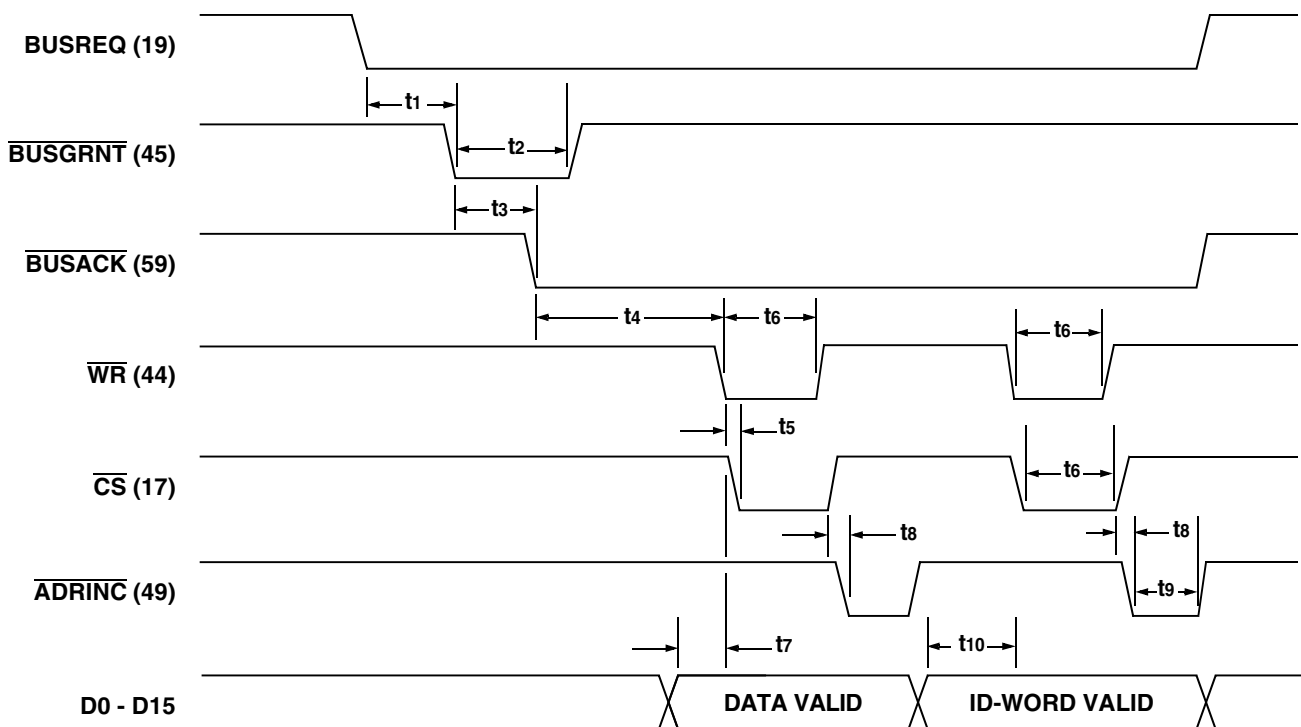 BUSREQ (19)
t1
BUSGRNT (45)
t2
t3
BUSACK (59)
t4
t6
t6
WR (44)
t5
CS (17)
t6
t8
t8
ADRINC (49)
t9
t7
t10
D0 - D15
DATA VALID
ID-WORD VALID